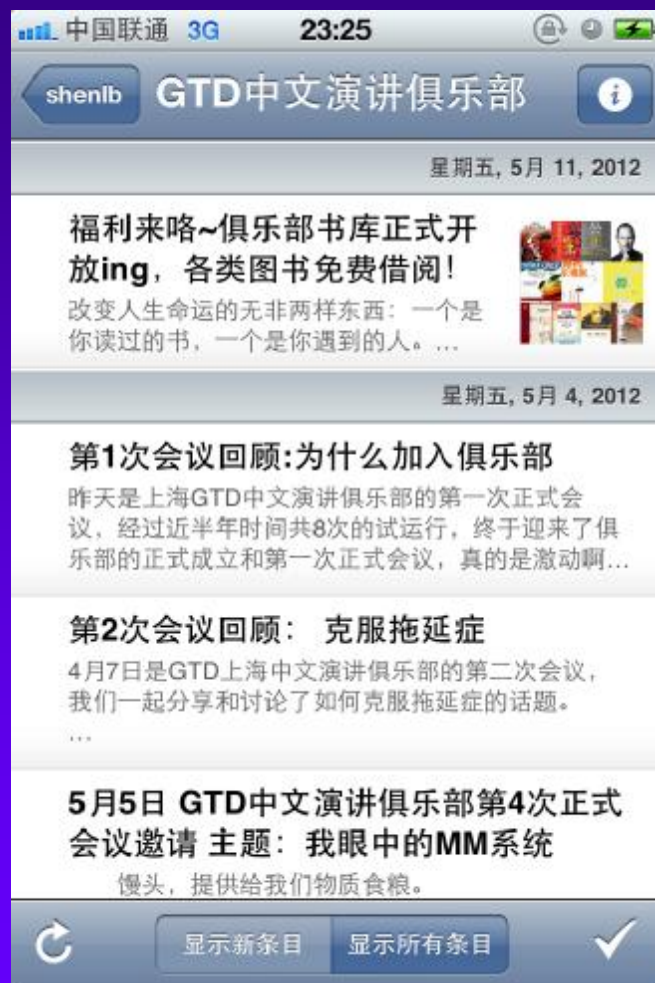 中国联通 3G 23:25
shenlb GTD中文演讲俱乐部
星期五, 5月 11, 2012
福利来咯~俱乐部书库正式开
放ing，各类图书免费借阅！
改变人生命运的无非两样东西：一个是
你读过的书，一个是你遇到的人。...
星期五, 5月 4, 2012
第1次会议回顾:为什么加入俱乐部
昨天是上海GTD中文演讲俱乐部的第一次正式会
议，经过近半年时间共8次的试运行，终于迎来了俱
乐部的正式成立和第一次正式会议，真的是激动啊...
第2次会议回顾： 克服拖延症
4月7日是GTD上海中文演讲俱乐部的第二次会议，
我们一起分享和讨论了如何克服拖延症的话题。
...
5月5日 GTD中文演讲俱乐部第4次正式
会议邀请 主题：我眼中的MM系统
馒头，提供给我们物质食粮。
显示新条目 显示所有条目